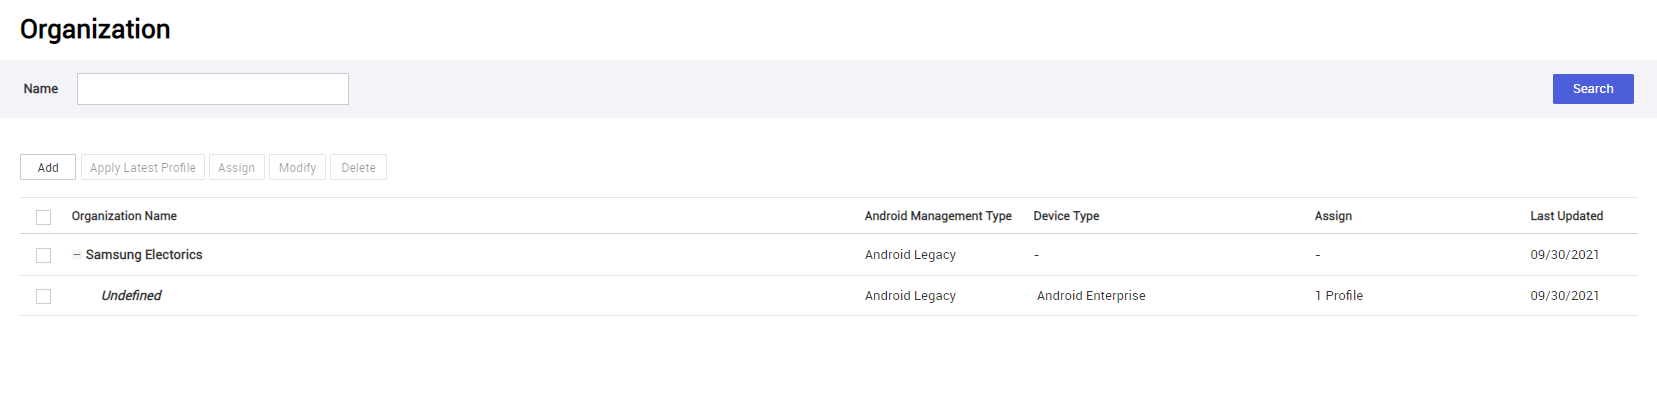 Organization
Name Search
Add Apply Latest Profile Assign Modify Delete
Organization Name Android Management Type Device Type Assign Last Updated
− Samsung Electorics Android Legacy - - 09/30/2021
Undefined Android Legacy Android Enterprise 1 Profile 09/30/2021